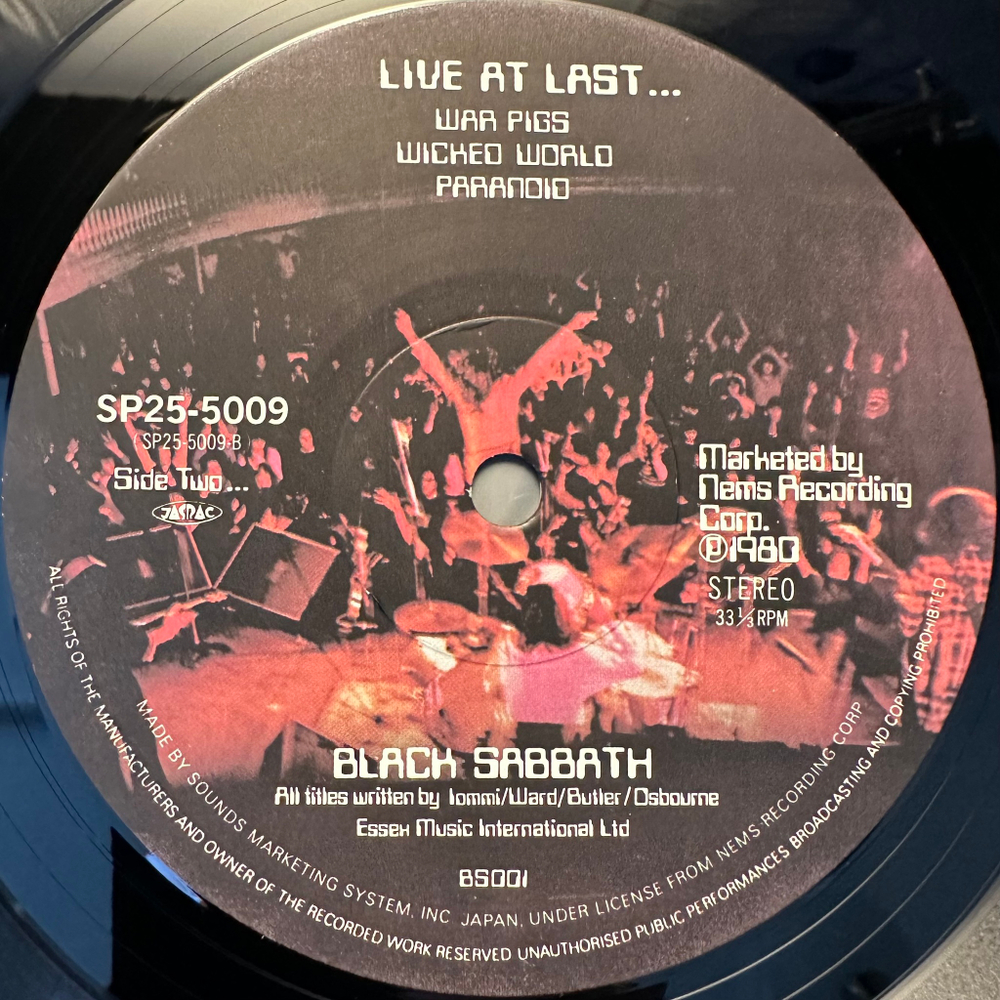 LIVE AT LAST...
WAR PIGS
WICKED WORLD
PARANOID
SP25-5009
(SP25-5009-B)
Side Two...
JASRAC
Marketed by
Nems Recording
Corp.
℗1980
STEREO
33⅓RPM
BLACK SABBATH
All titles written by Iommi/Ward/Butler/Osbourne
Essex Music International Ltd
BS001
MADE BY SOUNDS MARKETING SYSTEM, INC JAPAN, UNDER LICENSE FROM NEMS RECORDING CORP
ALL RIGHTS OF THE MANUFACTURERS AND OWNER OF THE RECORDED WORK RESERVED UNAUTHORISED PUBLIC PERFORMANCES BROADCASTING AND COPYING PROHIBITED